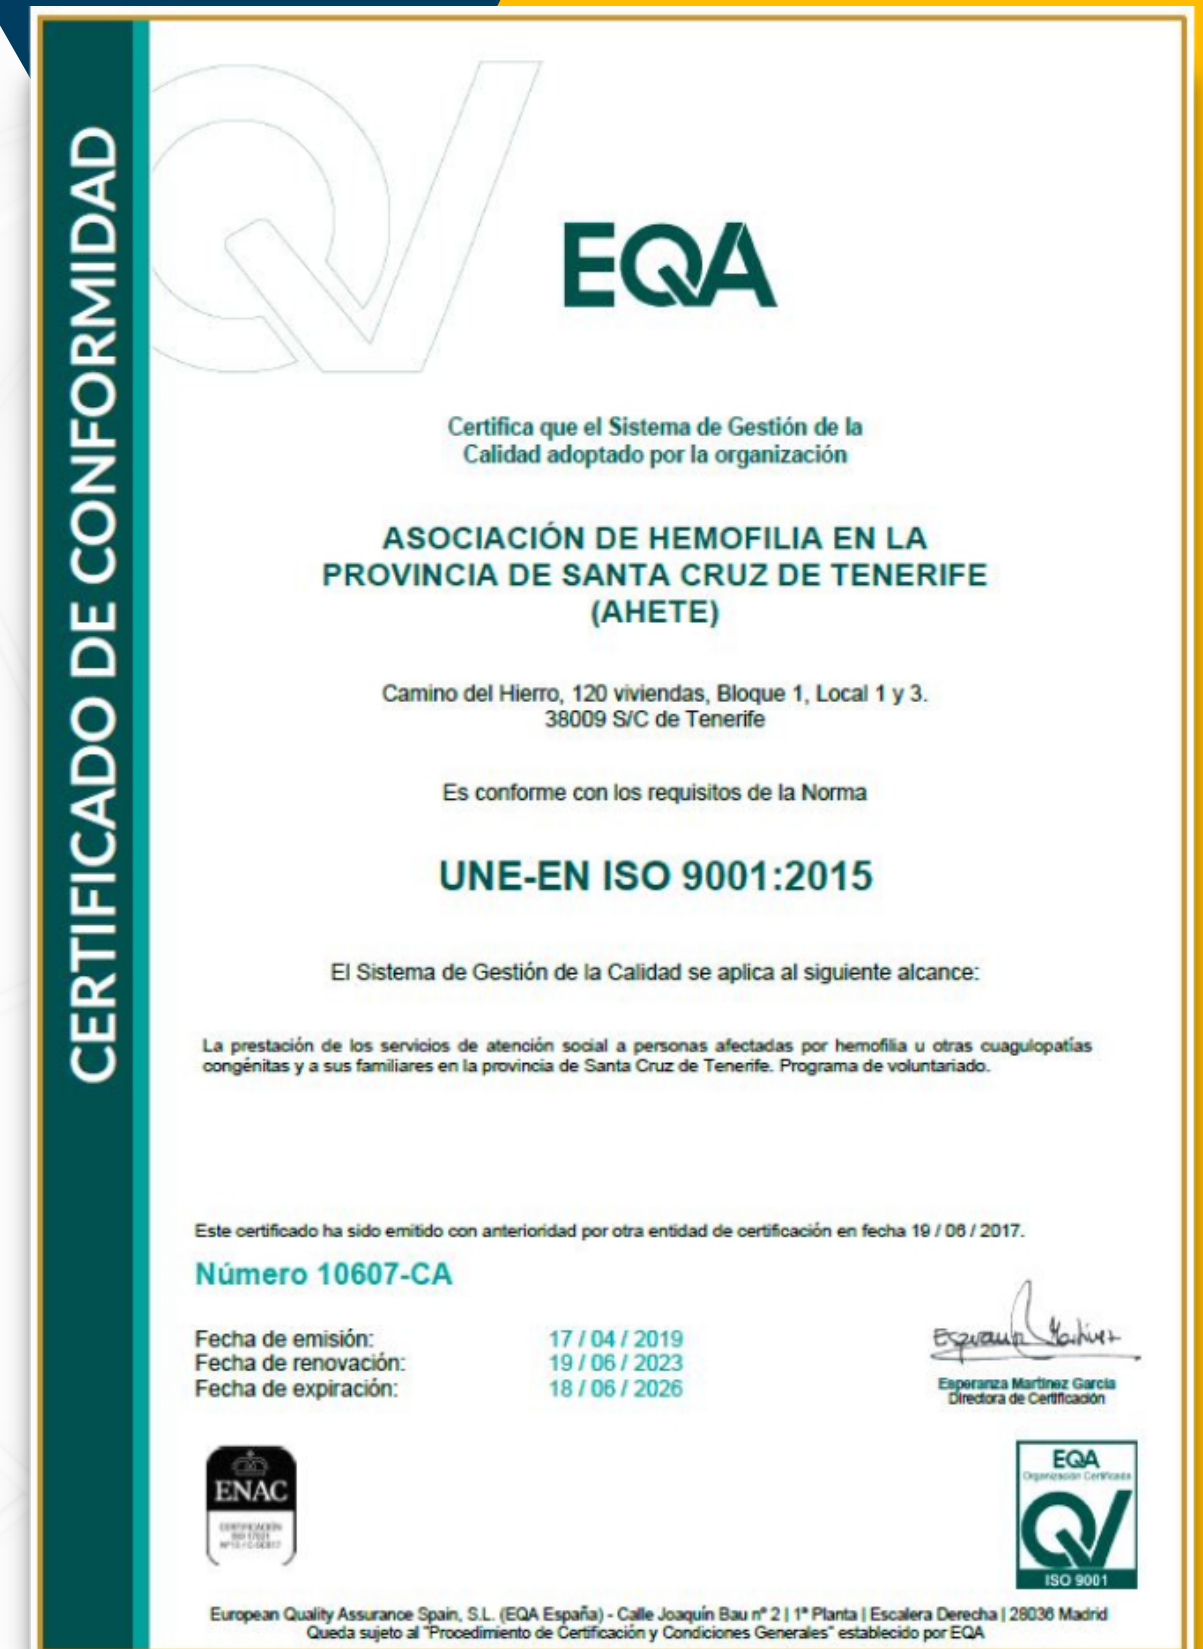 CERTIFICADO DE CONFORMIDAD
EQA
Certifica que el Sistema de Gestión de la
Calidad adoptado por la organización
ASOCIACIÓN DE HEMOFILIA EN LA
PROVINCIA DE SANTA CRUZ DE TENERIFE
(AHETE)
Camino del Hierro, 120 viviendas, Bloque 1, Local 1 y 3.
38009 S/C de Tenerife
Es conforme con los requisitos de la Norma
UNE-EN ISO 9001:2015
El Sistema de Gestión de la Calidad se aplica al siguiente alcance:
La prestación de los servicios de atención social a personas afectadas por hemofilia u otras cuagulopatías
congénitas y a sus familiares en la provincia de Santa Cruz de Tenerife. Programa de voluntariado.
Este certificado ha sido emitido con anterioridad por otra entidad de certificación en fecha 19 / 06 / 2017.
Número 10607-CA
Fecha de emisión: 17 / 04 / 2019
Fecha de renovación: 19 / 06 / 2023
Fecha de expiración: 18 / 06 / 2026
Esperanza Martinez
Esperanza Martínez García
Directora de Certificación
ENAC
CERTIFICACIÓN
EQA
Organización Certificada
ISO 9001
European Quality Assurance Spain, S.L. (EQA España) - Calle Joaquín Bau nº 2 | 1ª Planta | Escalera Derecha | 28036 Madrid
Queda sujeto al "Procedimiento de Certificación y Condiciones Generales" establecido por EQA